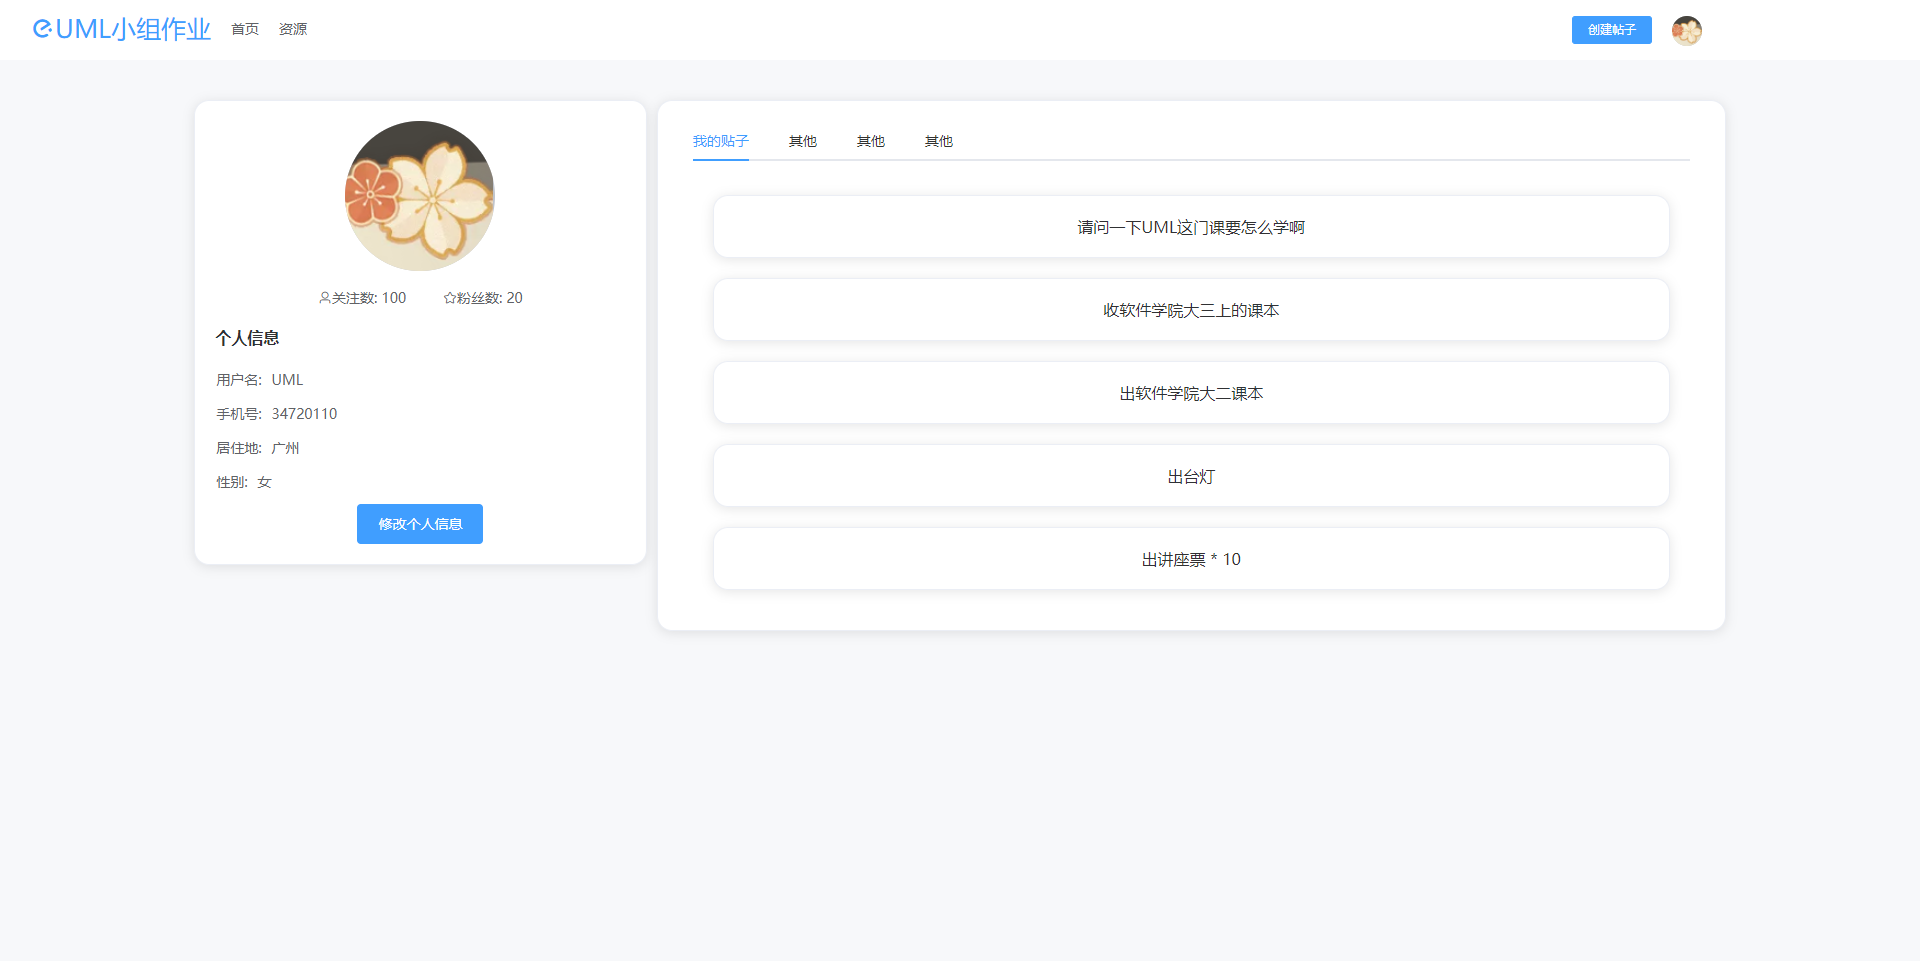 UML小组作业 首页 资源 创建帖子
关注数: 100 粉丝数: 20
个人信息
用户名: UML
手机号: 34720110
居住地: 广州
性别: 女
修改个人信息
我的贴子 其他 其他 其他
请问一下UML这门课要怎么学啊
收软件学院大三上的课本
出软件学院大二课本
出台灯
出讲座票 * 10